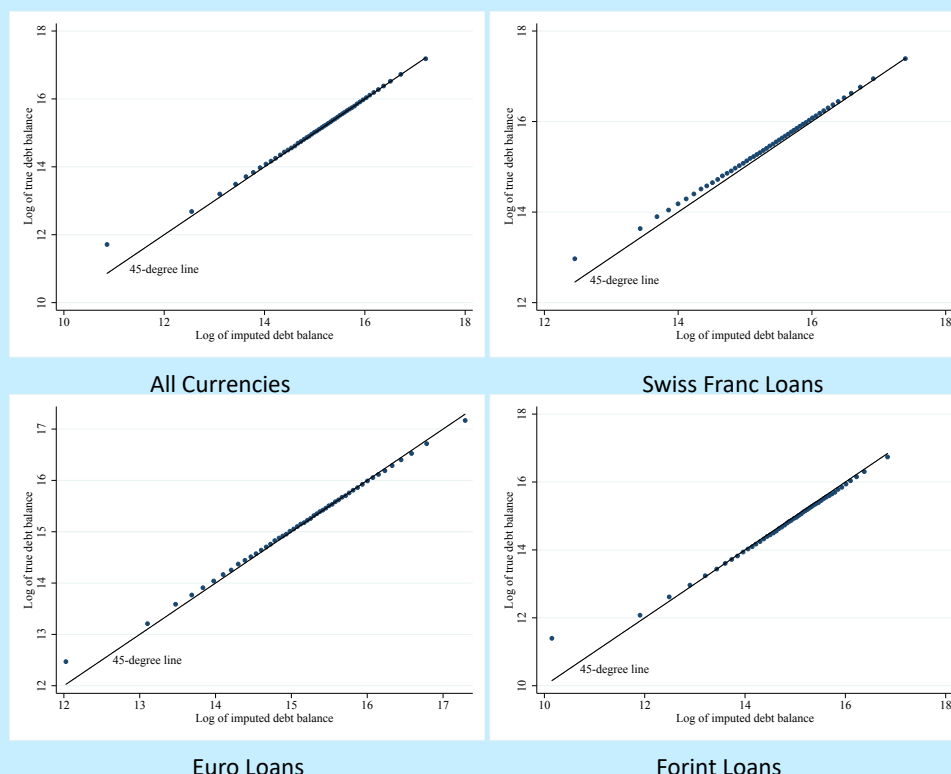 Log of true debt balance
18
16
14
12
10
45-degree line
10 12 14 16 18
Log of imputed debt balance
All Currencies
Log of true debt balance
18
16
14
12
45-degree line
12 14 16 18
Log of imputed debt balance
Swiss Franc Loans
Log of true debt balance
17
16
15
14
13
12
45-degree line
12 13 14 15 16 17
Log of imputed debt balance
Euro Loans
Log of true debt balance
18
16
14
12
10
45-degree line
10 12 14 16 18
Log of imputed debt balance
Forint Loans